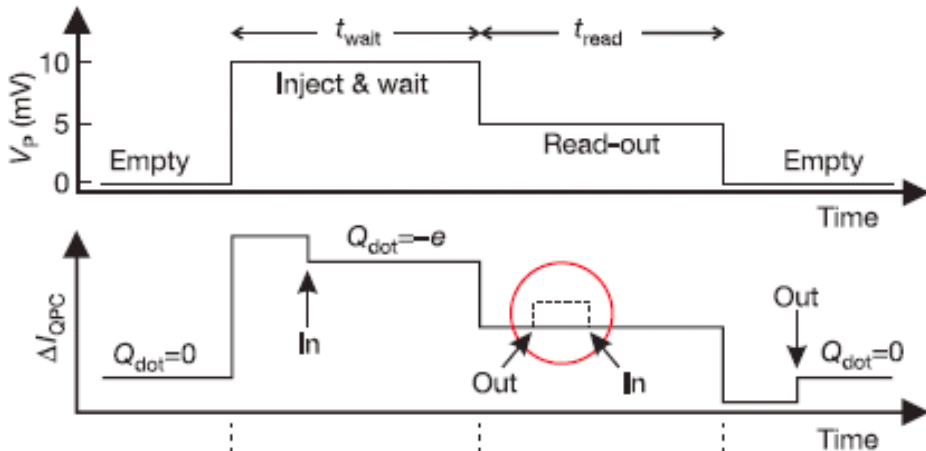 t_wait t_read
10
Inject & wait
V_P (mV)
5
Empty Read-out Empty
0
Time
Q_dot=-e
ΔI_QPC
Out
Q_dot=0 In Out In Q_dot=0
Time